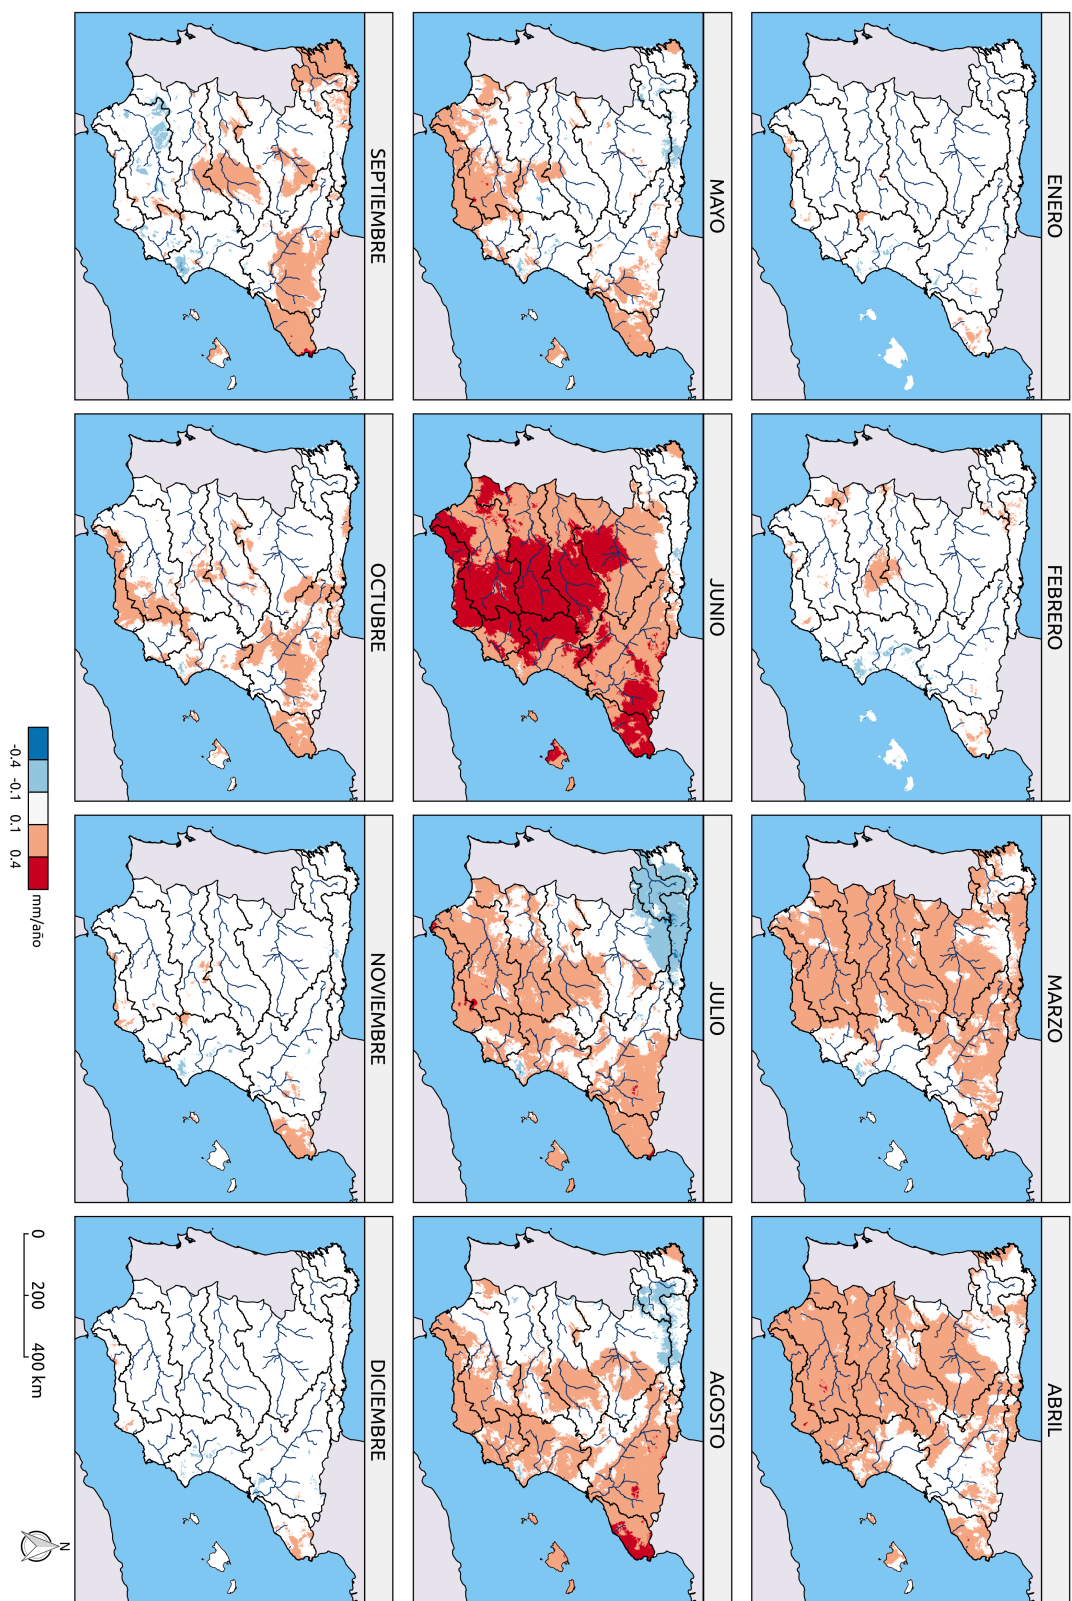 ENERO
FEBRERO
MARZO
ABRIL
MAYO
JUNIO
JULIO
AGOSTO
SEPTIEMBRE
OCTUBRE
NOVIEMBRE
DICIEMBRE
-0.4 -0.1 0.1 0.4 mm/año
0 200 400 km
N